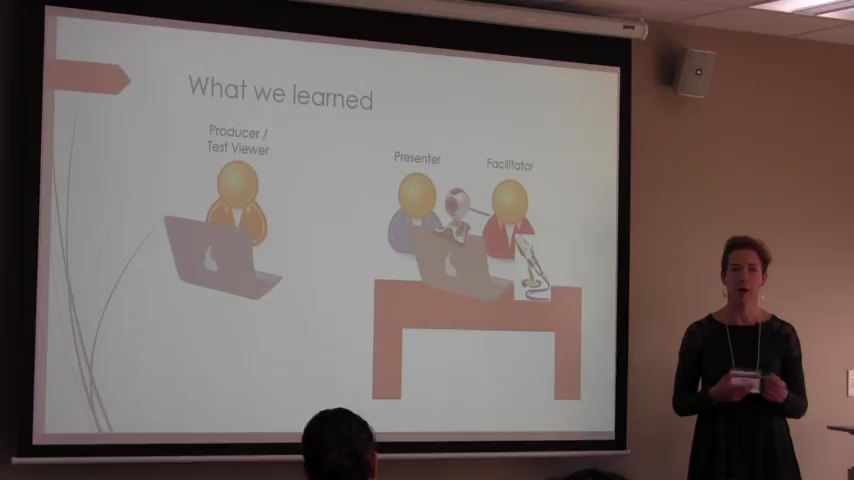 What we learned
Producer /
Test Viewer
Presenter
Facilitator